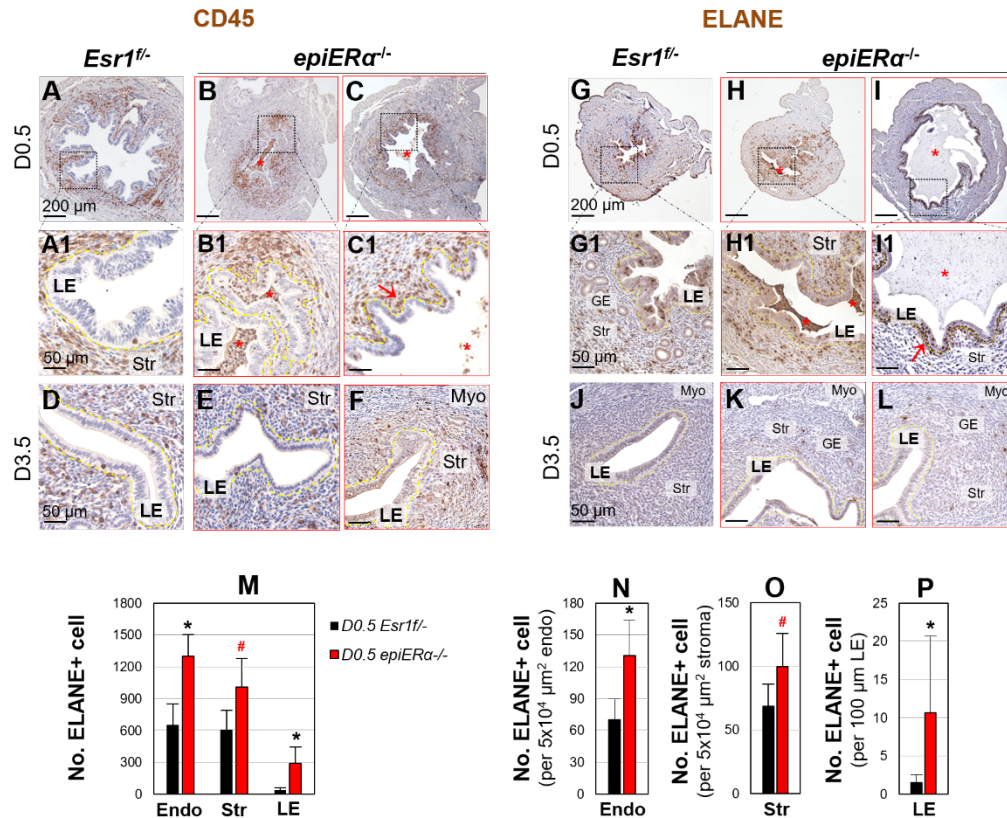 CD45
ELANE
Esr1f/-
epiERα-/-
Esr1f/-
epiERα-/-
D0.5
A
B
C
200 µm
*
*
A1
B1
C1
LE
Str
50 µm
LE
*
*
*
D
E
F
Str
Str
Myo
Str
D3.5
LE
LE
LE
50 µm
D0.5
G
H
I
200 µm
*
*
G1
H1
I1
Str
*
LE
GE
Str
*
*
LE
LE
50 µm
J
K
L
Myo
Myo
Myo
Str
GE
GE
D3.5
LE
LE
LE
Str
Str
50 µm
M
No. ELANE+ cell
1800
1500
1200
900
600
300
0
*
#
*
Endo
Str
LE
D0.5 Esr1f/-
D0.5 epiERα-/-
N
No. ELANE+ cell
(per 5x10⁴ µm² endo)
180
150
120
90
60
30
0
*
Endo
O
No. ELANE+ cell
(per 5x10⁴ µm² stroma)
150
100
50
0
#
Str
P
No. ELANE+ cell
(per 100 µm LE)
25
20
15
10
5
0
*
LE